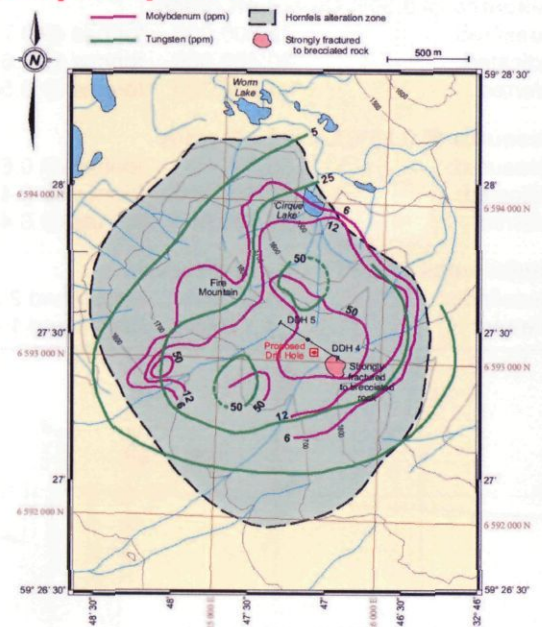 Molybdenum (ppm)
Hornfels alteration zone
Tungsten (ppm)
Strongly fractured
to brecciated rock
500 m
N
59° 28' 30"
Worm
Lake
5
25
28'
28'
6 594 000 N
6 594 000 N
Cirque
Lake
6
12
50
Fire
Mountain
50
27' 30"
27' 30"
DDH 5
6 593 000 N
6 593 000 N
Proposed
Drill Hole
DDH 4
Strongly
fractured
to brecciated
rock
50
12
6
50
50
12
6
27'
27'
6 592 000 N
6 592 000 N
59° 26' 30"
59° 26' 30"
48' 30"
48'
47' 30"
47'
46' 30"